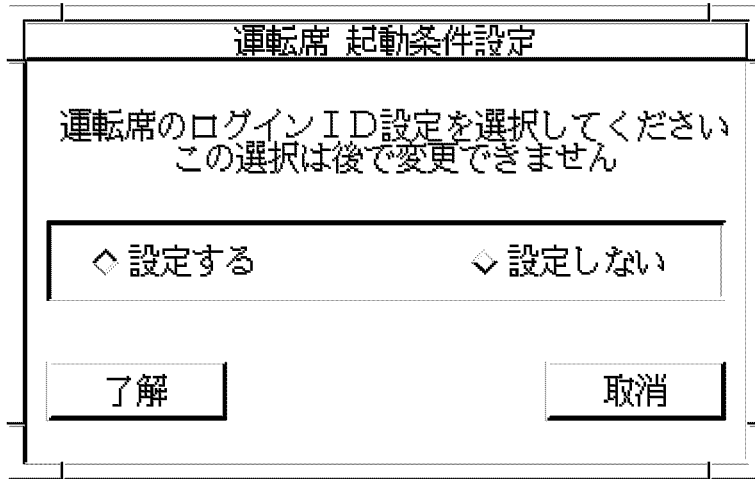 運転席 起動条件設定
運転席のログインＩＤ設定を選択してください
この選択は後で変更できません
設定する 設定しない
了解 取消